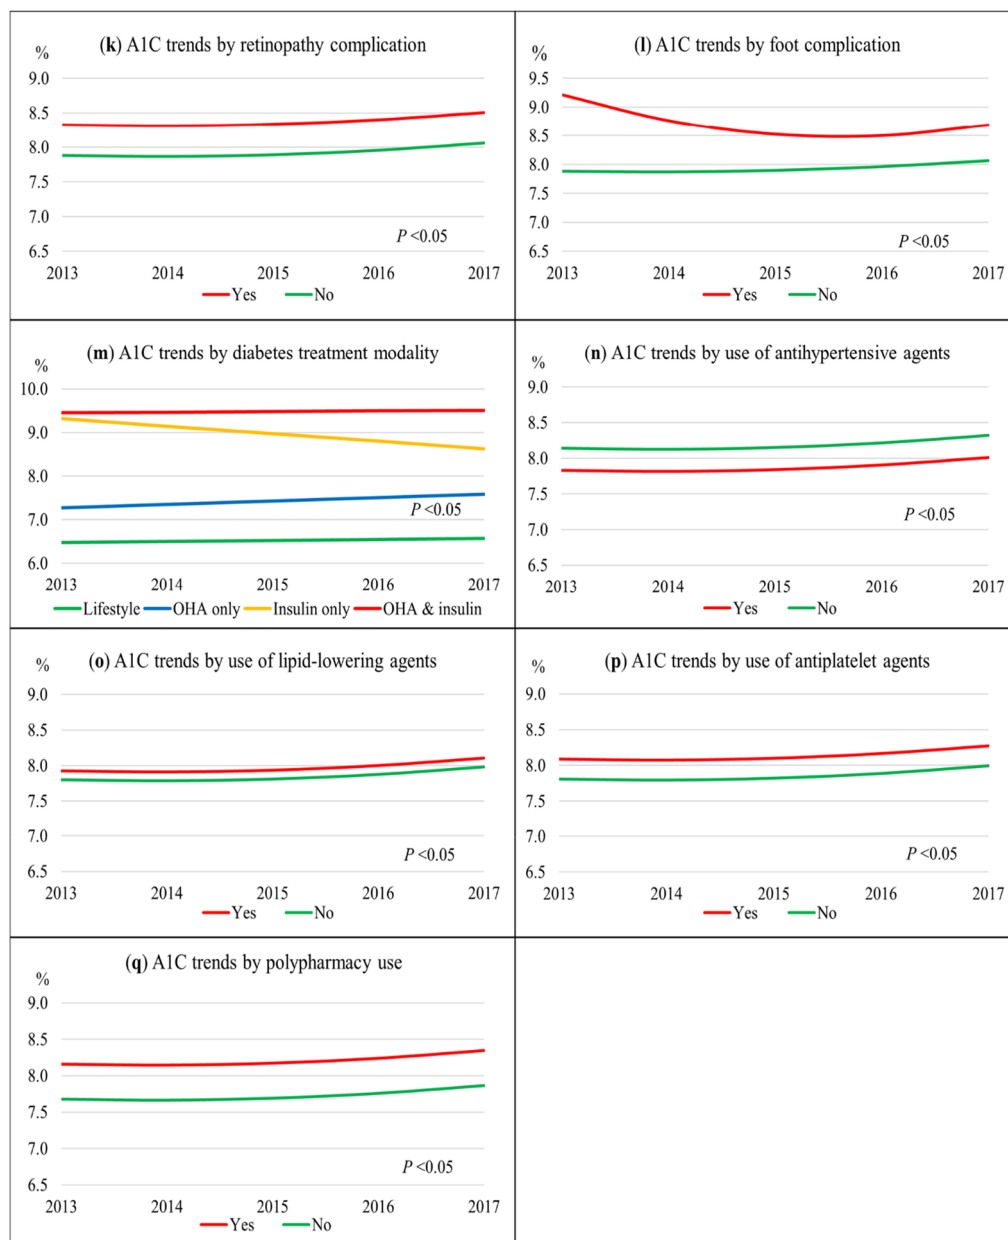 (k) A1C trends by retinopathy complication
%
9.0
8.5
8.0
7.5
7.0
6.5
P <0.05
2013 2014 2015 2016 2017
Yes No
(l) A1C trends by foot complication
%
9.5
9.0
8.5
8.0
7.5
7.0
6.5
P <0.05
2013 2014 2015 2016 2017
Yes No
(m) A1C trends by diabetes treatment modality
%
10.0
9.0
8.0
7.0
6.0
P <0.05
2013 2014 2015 2016 2017
Lifestyle OHA only Insulin only OHA & insulin
(n) A1C trends by use of antihypertensive agents
%
9.0
8.5
8.0
7.5
7.0
6.5
P <0.05
2013 2014 2015 2016 2017
Yes No
(o) A1C trends by use of lipid-lowering agents
%
9.0
8.5
8.0
7.5
7.0
6.5
P <0.05
2013 2014 2015 2016 2017
Yes No
(p) A1C trends by use of antiplatelet agents
%
9.0
8.5
8.0
7.5
7.0
6.5
P <0.05
2013 2014 2015 2016 2017
Yes No
(q) A1C trends by polypharmacy use
%
9.0
8.5
8.0
7.5
7.0
6.5
P <0.05
2013 2014 2015 2016 2017
Yes No